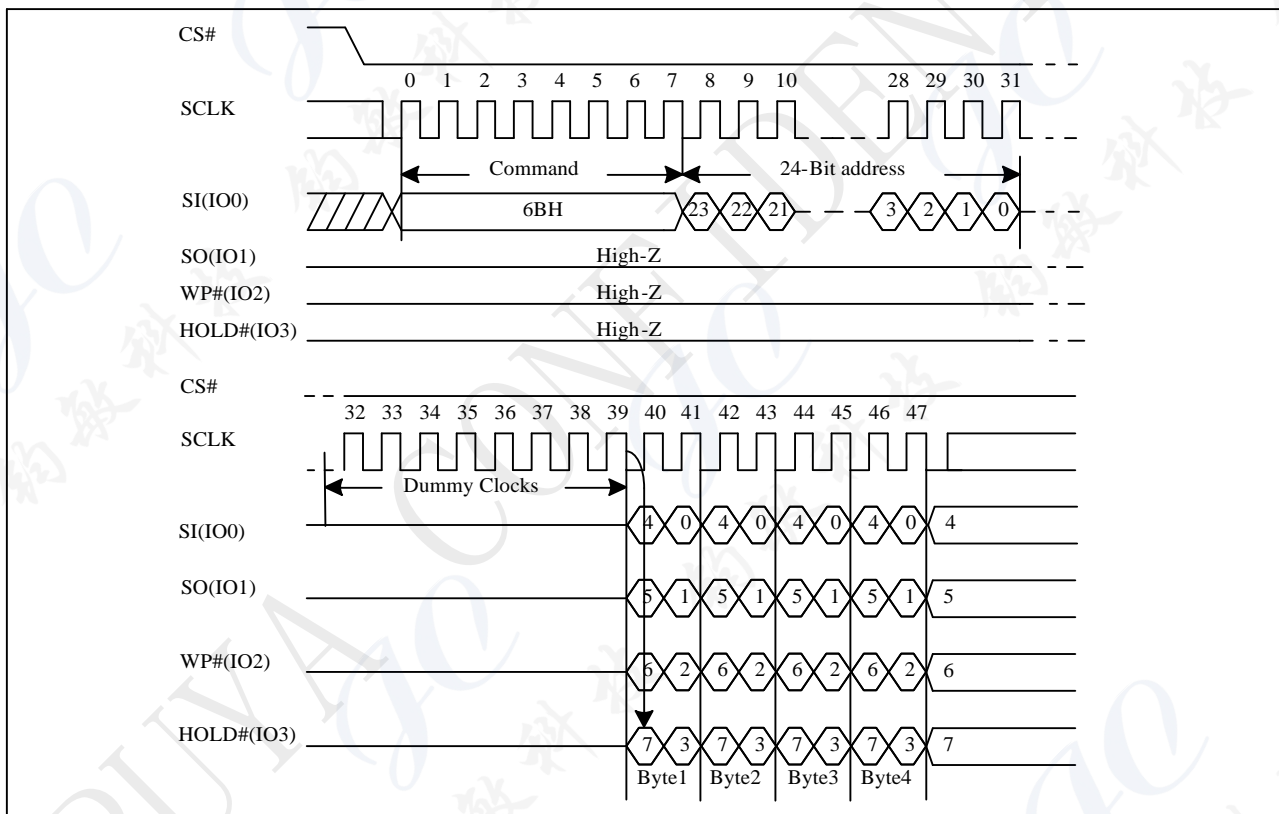 CS#
0 1 2 3 4 5 6 7 8 9 10 28 29 30 31
SCLK
Command 24-Bit address
SI(IO0) 6BH 23 22 21 3 2 1 0
SO(IO1) High-Z
WP#(IO2) High-Z
HOLD#(IO3) High-Z
CS#
32 33 34 35 36 37 38 39 40 41 42 43 44 45 46 47
SCLK
Dummy Clocks
SI(IO0) 4 0 4 0 4 0 4 0 4
SO(IO1) 5 1 5 1 5 1 5 1 5
WP#(IO2) 6 2 6 2 6 2 6 2 6
HOLD#(IO3) 7 3 7 3 7 3 7 3 7
Byte1 Byte2 Byte3 Byte4
PUYA CONFIDEN